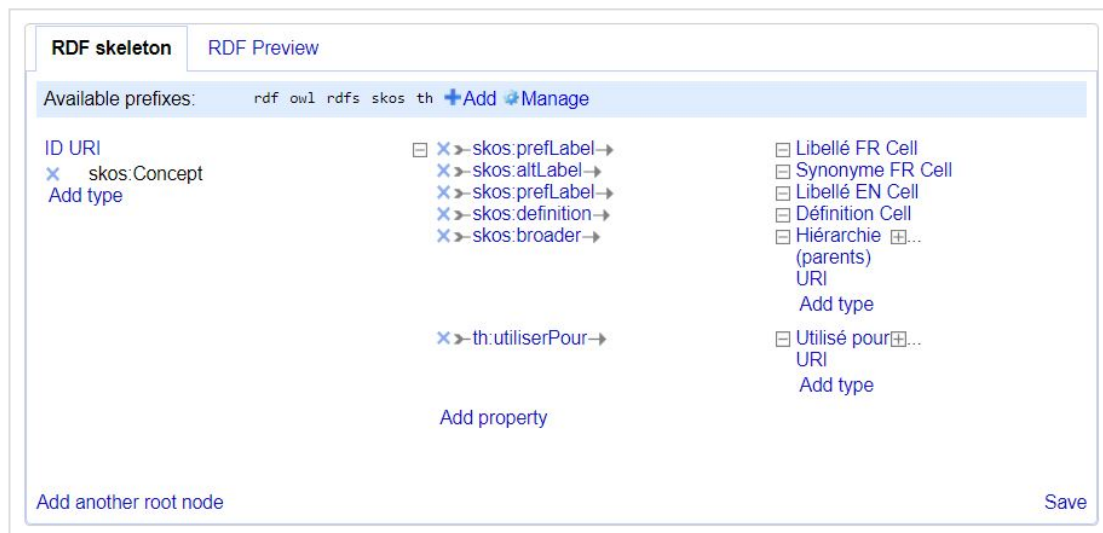 RDF skeleton RDF Preview
Available prefixes: rdf owl rdfs skos th Add Manage
ID URI skos:prefLabel Libellé FR Cell
skos:Concept skos:altLabel Synonyme FR Cell
Add type skos:prefLabel Libellé EN Cell
skos:definition Définition Cell
skos:broader Hiérarchie ...
(parents)
URI
Add type
th:utiliserPour Utilisé pour ...
URI
Add type
Add property
Add another root node Save